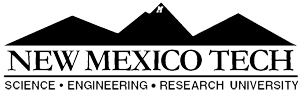 M
NEW MEXICO TECH
SCIENCE • ENGINEERING • RESEARCH UNIVERSITY